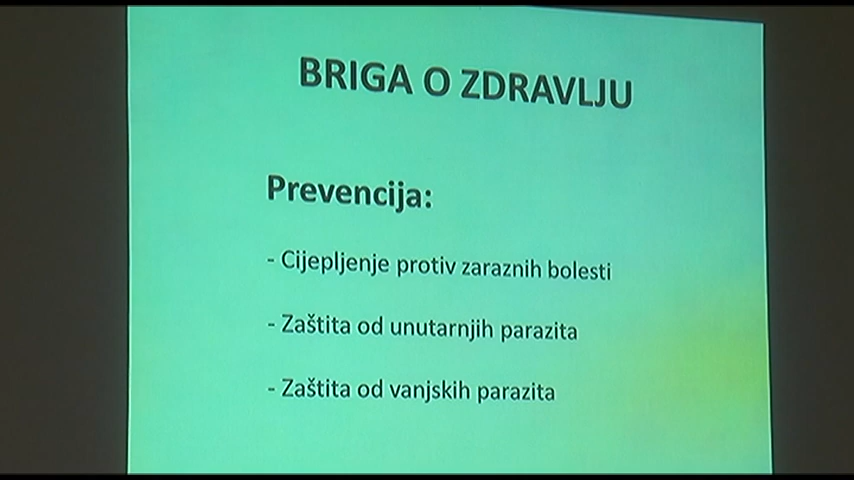 BRIGA O ZDRAVLJU
Prevencija:
- Cijepljenje protiv zaraznih bolesti
- Zaštita od unutarnjih parazita
- Zaštita od vanjskih parazita